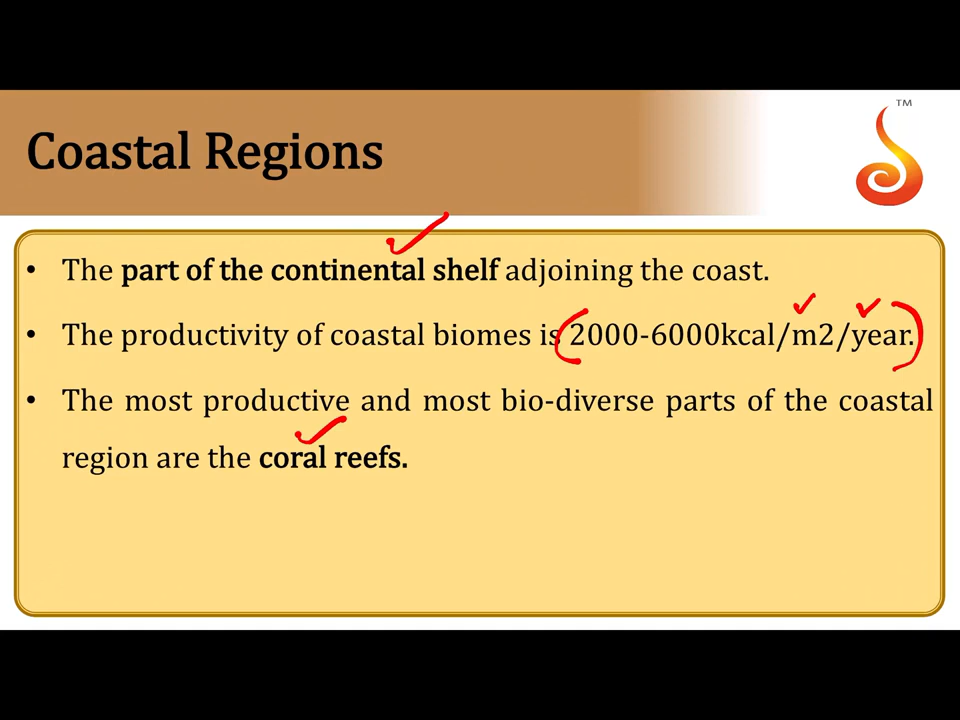 Coastal Regions
TM
• The part of the continental shelf adjoining the coast.
• The productivity of coastal biomes is 2000-6000kcal/m2/year.
• The most productive and most bio-diverse parts of the coastal
region are the coral reefs.